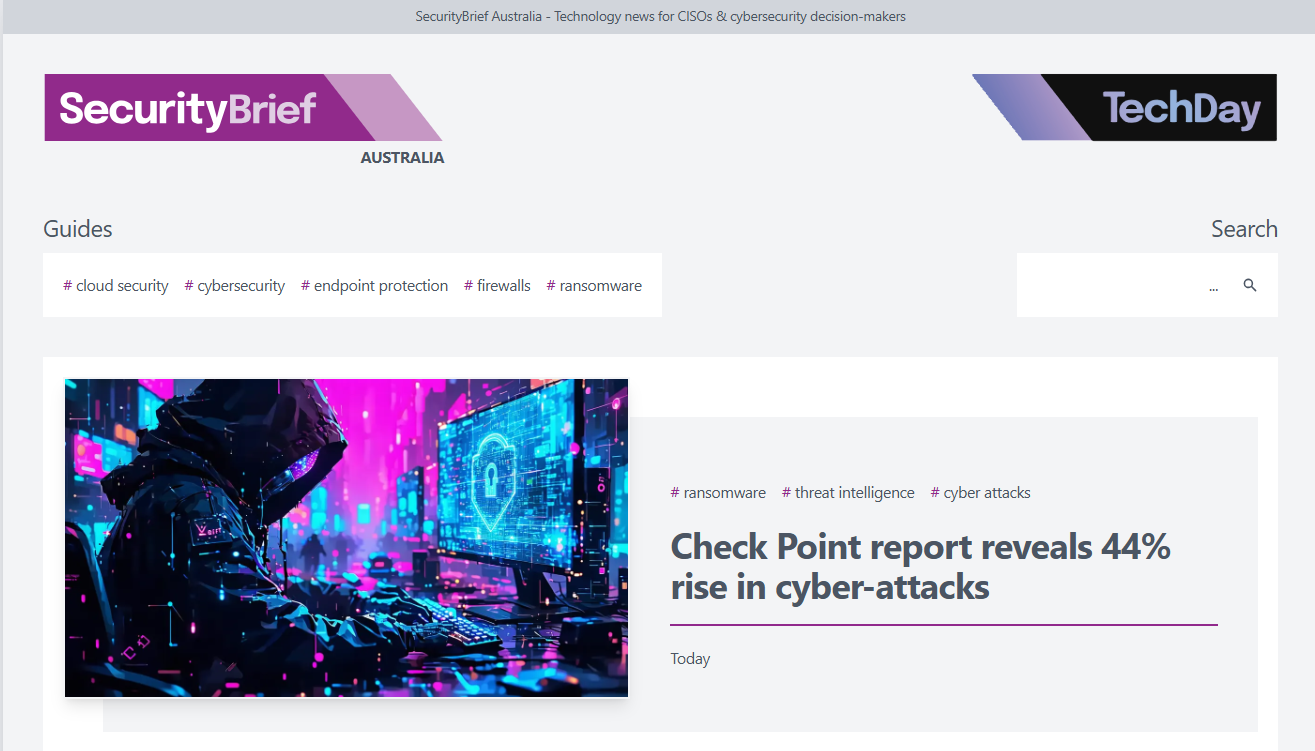 SecurityBrief Australia - Technology news for CISOs & cybersecurity decision-makers
SecurityBrief
AUSTRALIA
TechDay
Guides
Search
# cloud security # cybersecurity # endpoint protection # firewalls # ransomware
...
# ransomware # threat intelligence # cyber attacks
Check Point report reveals 44%
rise in cyber-attacks
Today